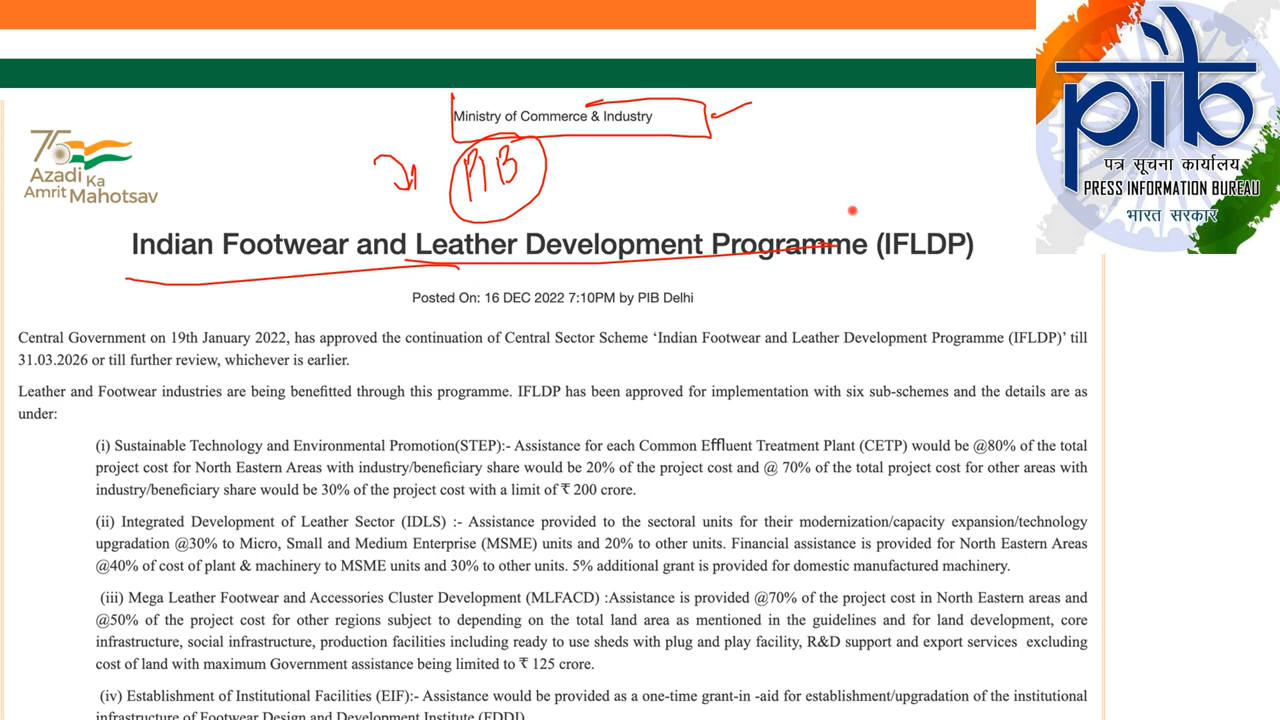 Ministry of Commerce & Industry
PIB
पत्र सूचना कार्यालय
PRESS INFORMATION BUREAU
भारत सरकार
75
Azadi Ka
Amrit Mahotsav
Indian Footwear and Leather Development Programme (IFLDP)
Posted On: 16 DEC 2022 7:10PM by PIB Delhi
Central Government on 19th January 2022, has approved the continuation of Central Sector Scheme ‘Indian Footwear and Leather Development Programme (IFLDP)’ till
31.03.2026 or till further review, whichever is earlier.
Leather and Footwear industries are being benefitted through this programme. IFLDP has been approved for implementation with six sub-schemes and the details are as
under:
(i) Sustainable Technology and Environmental Promotion(STEP):- Assistance for each Common Effluent Treatment Plant (CETP) would be @80% of the total
project cost for North Eastern Areas with industry/beneficiary share would be 20% of the project cost and @ 70% of the total project cost for other areas with
industry/beneficiary share would be 30% of the project cost with a limit of ₹ 200 crore.
(ii) Integrated Development of Leather Sector (IDLS) :- Assistance provided to the sectoral units for their modernization/capacity expansion/technology
upgradation @30% to Micro, Small and Medium Enterprise (MSME) units and 20% to other units. Financial assistance is provided for North Eastern Areas
@40% of cost of plant & machinery to MSME units and 30% to other units. 5% additional grant is provided for domestic manufactured machinery.
(iii) Mega Leather Footwear and Accessories Cluster Development (MLFACD) :Assistance is provided @70% of the project cost in North Eastern areas and
@50% of the project cost for other regions subject to depending on the total land area as mentioned in the guidelines and for land development, core
infrastructure, social infrastructure, production facilities including ready to use sheds with plug and play facility, R&D support and export services excluding
cost of land with maximum Government assistance being limited to ₹ 125 crore.
(iv) Establishment of Institutional Facilities (EIF):- Assistance would be provided as a one-time grant-in -aid for establishment/upgradation of the institutional
infrastructure of Footwear Design and Development Institute (FDDI).
pib